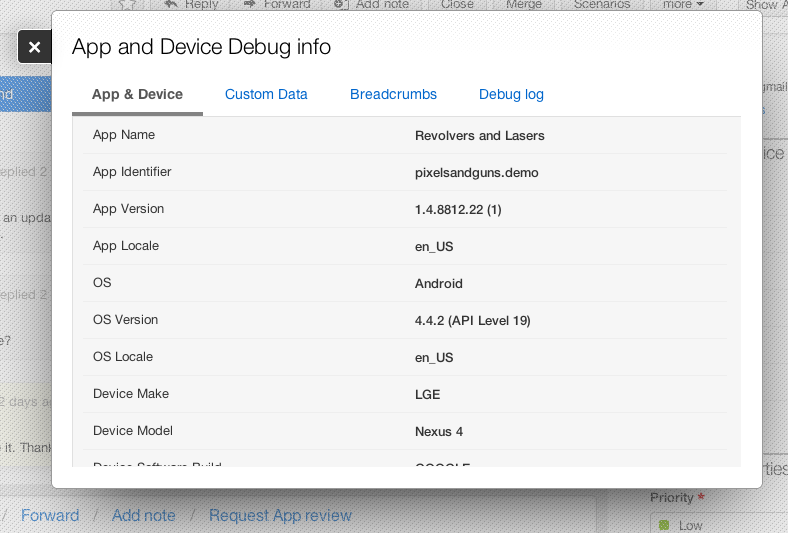 Reply Forward Add note Close Merge Scenarios more Show A
App and Device Debug info
nd
App & Device Custom Data Breadcrumbs Debug log
gmail
App Name Revolvers and Lasers
App Identifier pixelsandguns.demo
eplied 2
App Version 1.4.8812.22 (1)
an upda
App Locale en_US
OS Android
eplied 2
OS Version 4.4.2 (API Level 19)
e?
OS Locale en_US
Device Make LGE
2 days a
Device Model Nexus 4
it. Thank
Device Software Build GOOGLE
rties
Priority *
/ Forward / Add note / Request App review
Low